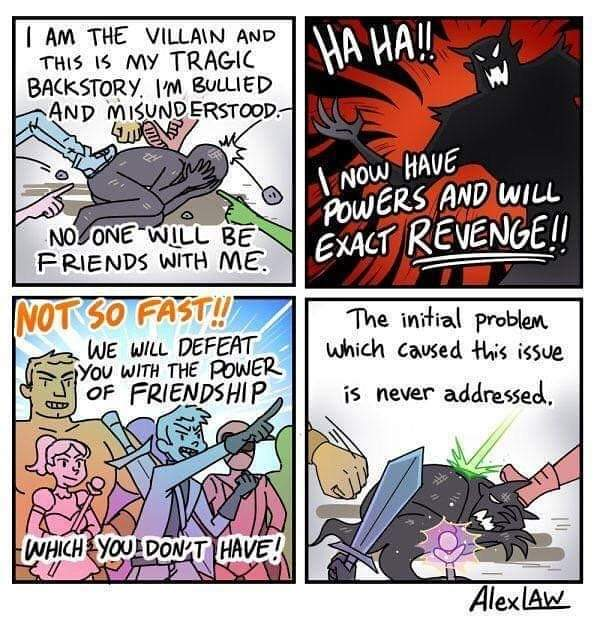 I AM THE VILLAIN AND
THIS IS MY TRAGIC
BACKSTORY. I'M BULLIED
AND MISUNDERSTOOD.
NO ONE WILL BE
FRIENDS WITH ME.
HA HA!!
I NOW HAVE
POWERS AND WILL
EXACT REVENGE!!
NOT SO FAST!!
WE WILL DEFEAT
YOU WITH THE POWER
OF FRIENDSHIP
WHICH YOU DON'T HAVE!
The initial problem
which caused this issue
is never addressed.
AlexLAW